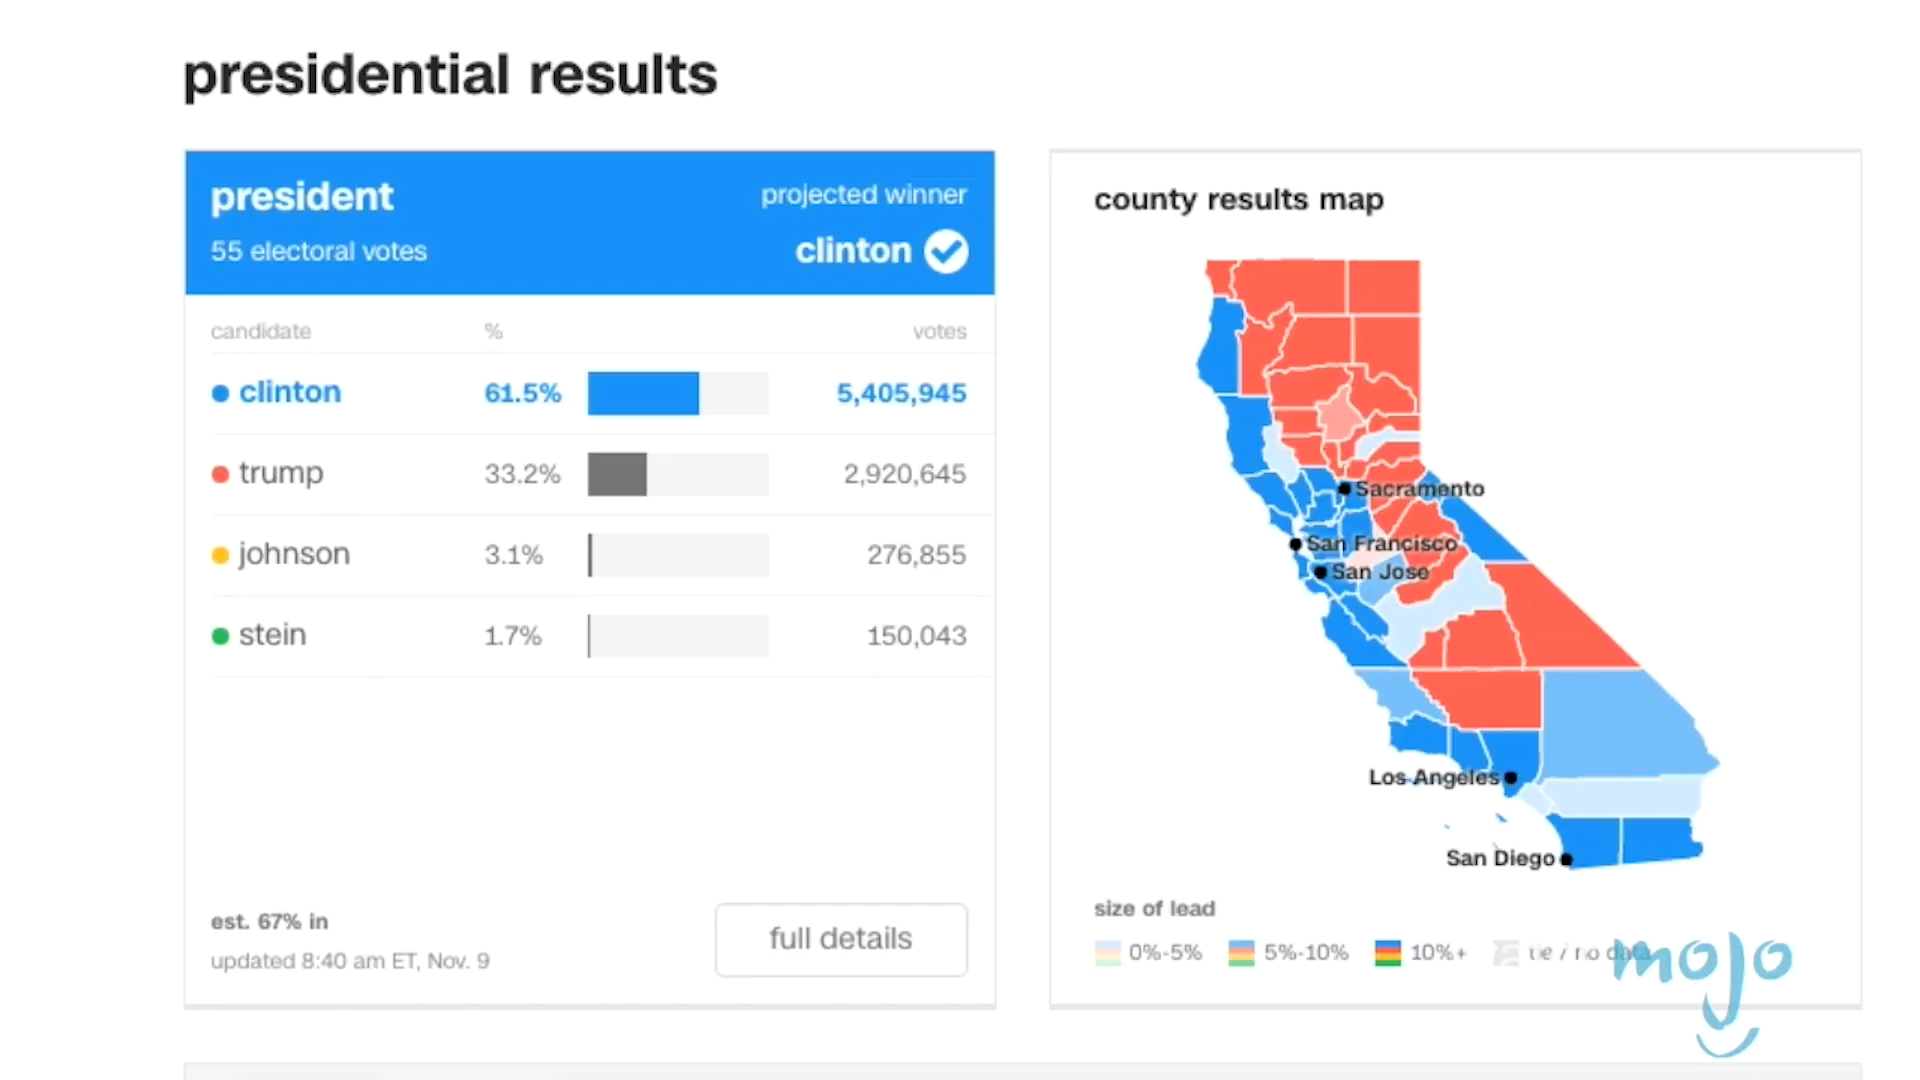 presidential results
president
projected winner
55 electoral votes
clinton
candidate % votes
clinton 61.5% 5,405,945
trump 33.2% 2,920,645
johnson 3.1% 276,855
stein 1.7% 150,043
est. 67% in
updated 8:40 am ET, Nov. 9
full details
county results map
Sacramento
San Francisco
San Jose
Los Angeles
San Diego
size of lead
0%-5% 5%-10% 10%+ tie / no data
mojo